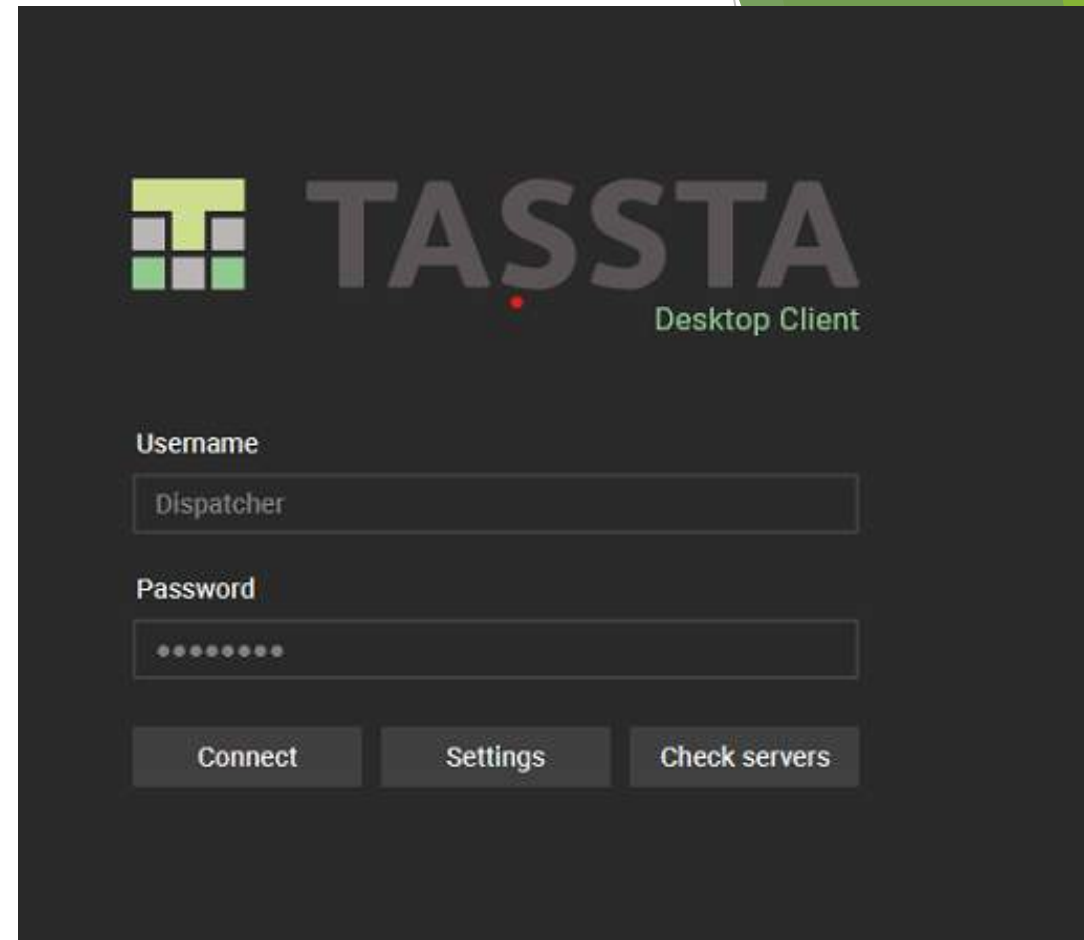 TASSTA
Desktop Client
Username
Dispatcher
Password
Connect Settings Check servers